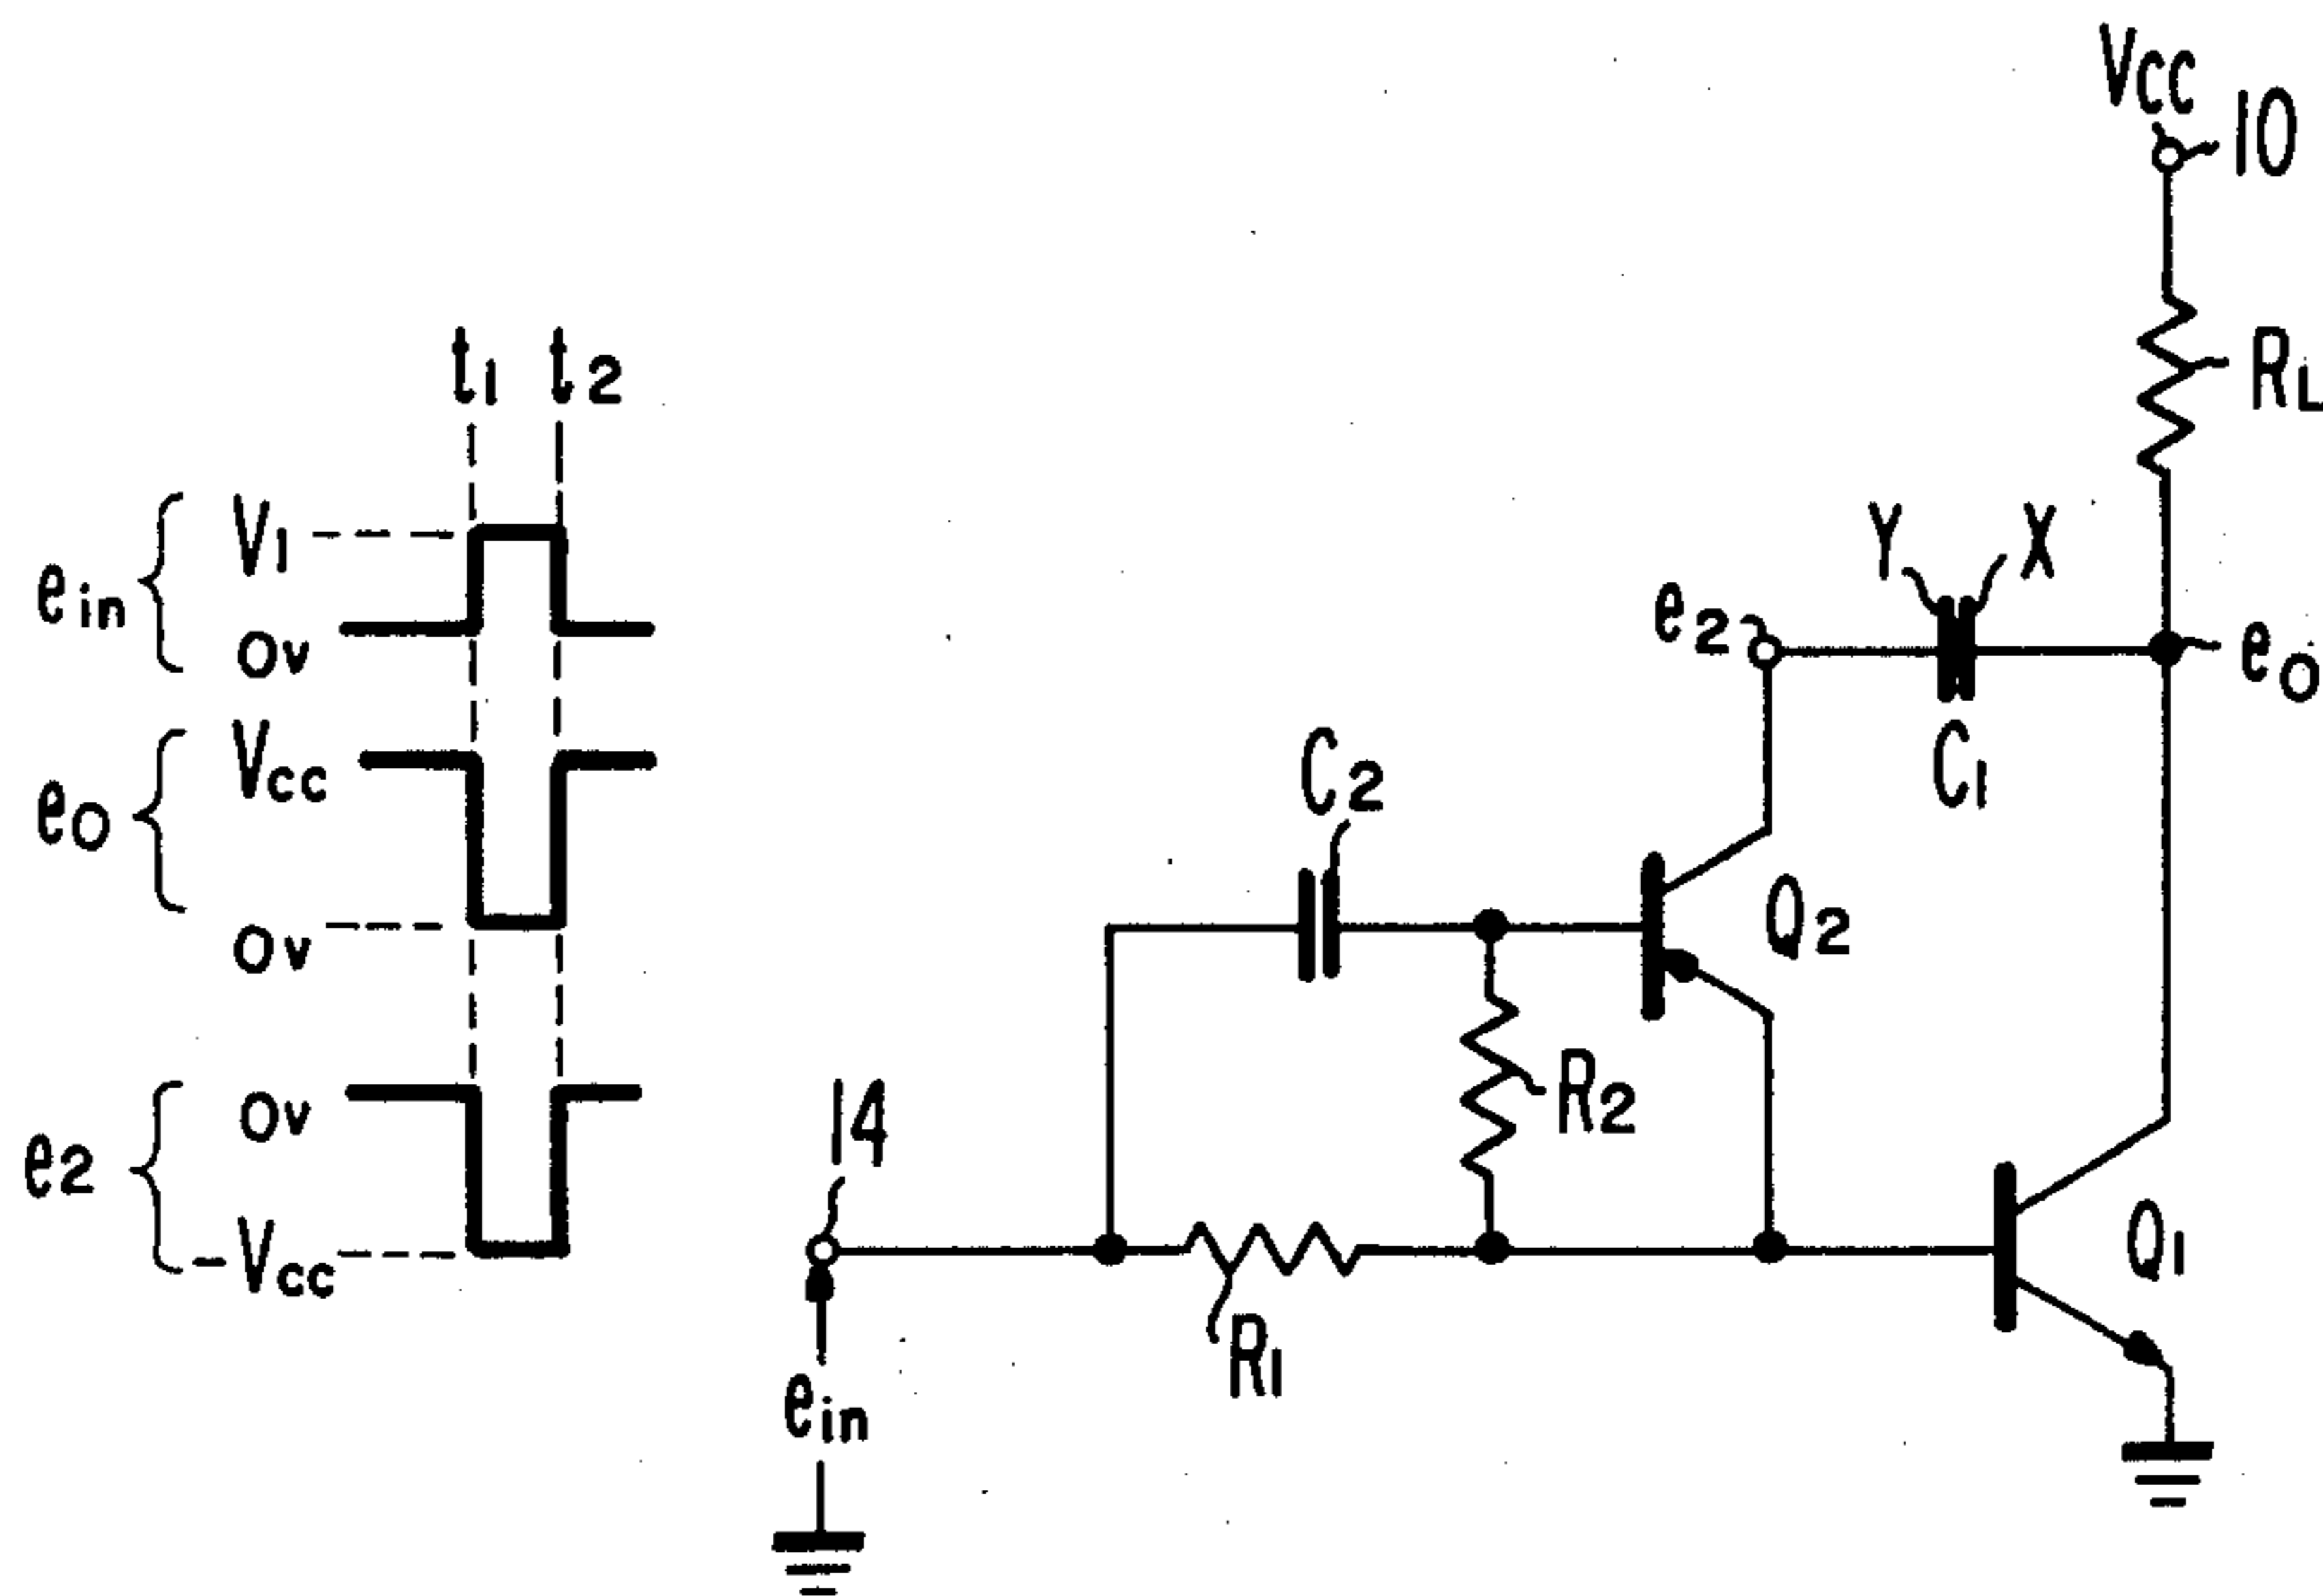 t1 t2
ein V1
0v
eo Vcc
0v
e2 0v
-Vcc
Vcc
10
RL
Y X
e2
eo
C1
C2
Q2
R2
14
R1
Q1
ein